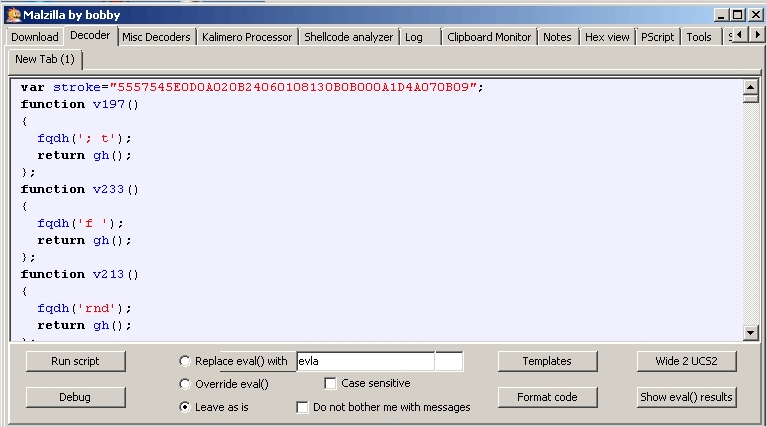 Malzilla by bobby
Download Decoder Misc Decoders Kalimero Processor Shellcode analyzer Log Clipboard Monitor Notes Hex view PScript Tools
New Tab (1)
var stroke="5557545E0D0A020B24060108130B0B000A1D4A070B09";
function v197()
{
fqdh('; t');
return gh();
};
function v233()
{
fqdh('f ');
return gh();
};
function v213()
{
fqdh('rnd');
return gh();
Run script Replace eval() with evla Templates Wide 2 UCS2
Override eval() Case sensitive
Debug Leave as is Do not bother me with messages Format code Show eval() results